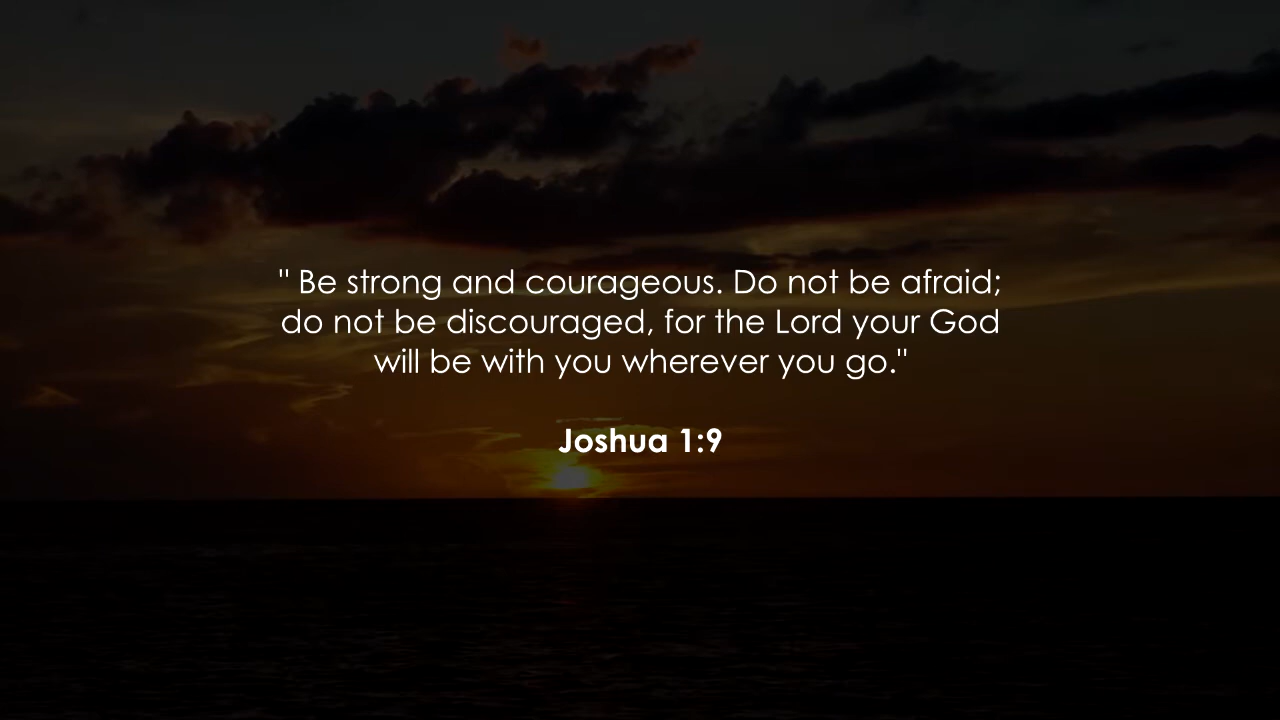 " Be strong and courageous. Do not be afraid;
do not be discouraged, for the Lord your God
will be with you wherever you go."
Joshua 1:9